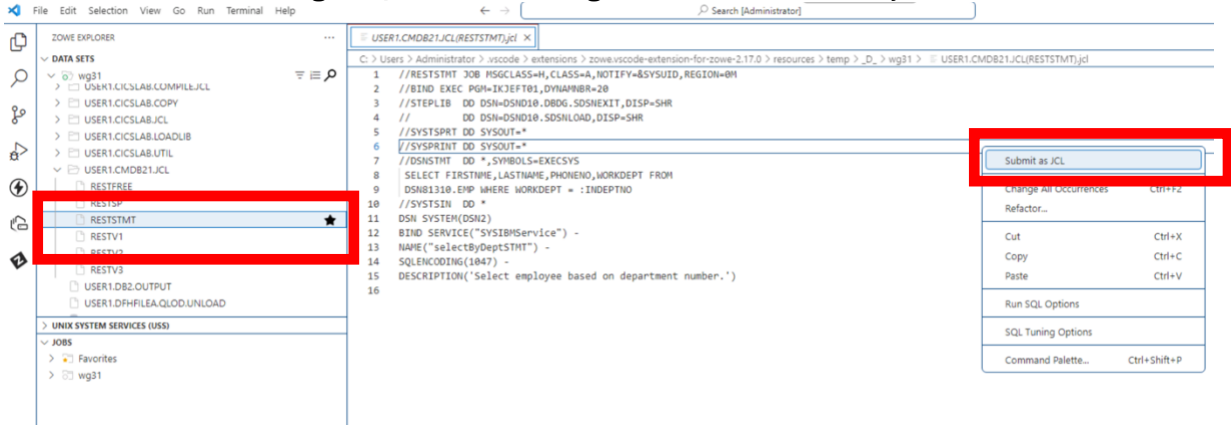 File Edit Selection View Go Run Terminal Help
Search [Administrator]
ZOWE EXPLORER
DATA SETS
wg31
USER1.CICSLAB.COMPILE.JCL
USER1.CICSLAB.COPY
USER1.CICSLAB.JCL
USER1.CICSLAB.LOADLIB
USER1.CICSLAB.UTIL
USER1.CMDB21.JCL
RESTFREE
RESTSP
RESTSTMT
RESTV1
RESTV2
RESTV3
USER1.DB2.OUTPUT
USER1.DFHFILEA.QLOD.UNLOAD
UNIX SYSTEM SERVICES (USS)
JOBS
Favorites
wg31
USER1.CMDB21.JCL(RESTSTMT).jcl
C: > Users > Administrator > .vscode > extensions > zowe.vscode-extension-for-zowe-2.17.0 > resources > temp > _D_ > wg31 > USER1.CMDB21.JCL(RESTSTMT).jcl
1 //RESTSTMT JOB MSGCLASS=H,CLASS=A,NOTIFY=&SYSUID,REGION=0M
2 //BIND EXEC PGM=IKJEFT01,DYNAMNBR=20
3 //STEPLIB DD DSN=DSND10.DBDG.SDSNEXIT,DISP=SHR
4 // DD DSN=DSND10.SDSNLOAD,DISP=SHR
5 //SYSTSPRT DD SYSOUT=*
6 //SYSPRINT DD SYSOUT=*
7 //DSNSTMT DD *,SYMBOLS=EXECSYS
8 SELECT FIRSTNME,LASTNAME,PHONENO,WORKDEPT FROM
9 DSN81310.EMP WHERE WORKDEPT = :INDEPTNO
10 //SYSTSIN DD *
11 DSN SYSTEM(DSN2)
12 BIND SERVICE("SYSIBMService") -
13 NAME("selectByDeptSTMT") -
14 SQLENCODING(1047) -
15 DESCRIPTION('Select employee based on department number.')
16
Submit as JCL
Change All Occurrences Ctrl+F2
Refactor...
Cut Ctrl+X
Copy Ctrl+C
Paste Ctrl+V
Run SQL Options
SQL Tuning Options
Command Palette... Ctrl+Shift+P